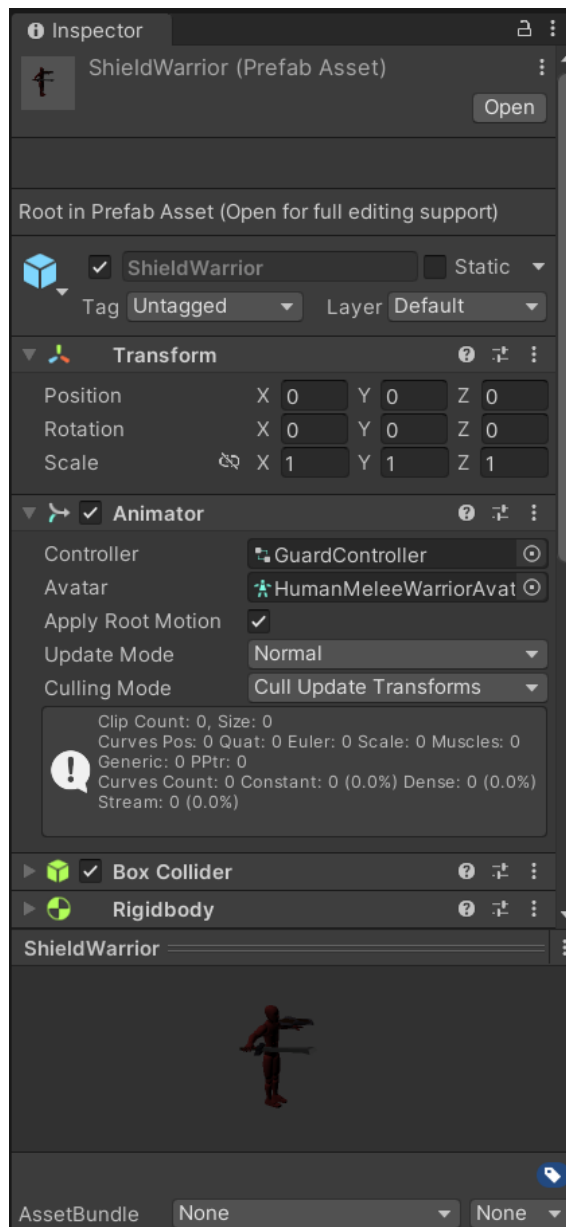 Inspector
ShieldWarrior (Prefab Asset)
Open
Root in Prefab Asset (Open for full editing support)
ShieldWarrior Static
Tag Untagged Layer Default
Transform
Position X 0 Y 0 Z 0
Rotation X 0 Y 0 Z 0
Scale X 1 Y 1 Z 1
Animator
Controller GuardController
Avatar HumanMeleeWarriorAvat
Apply Root Motion
Update Mode Normal
Culling Mode Cull Update Transforms
Clip Count: 0, Size: 0
Curves Pos: 0 Quat: 0 Euler: 0 Scale: 0 Muscles: 0
Generic: 0 PPtr: 0
Curves Count: 0 Constant: 0 (0.0%) Dense: 0 (0.0%)
Stream: 0 (0.0%)
Box Collider
Rigidbody
ShieldWarrior
AssetBundle None None